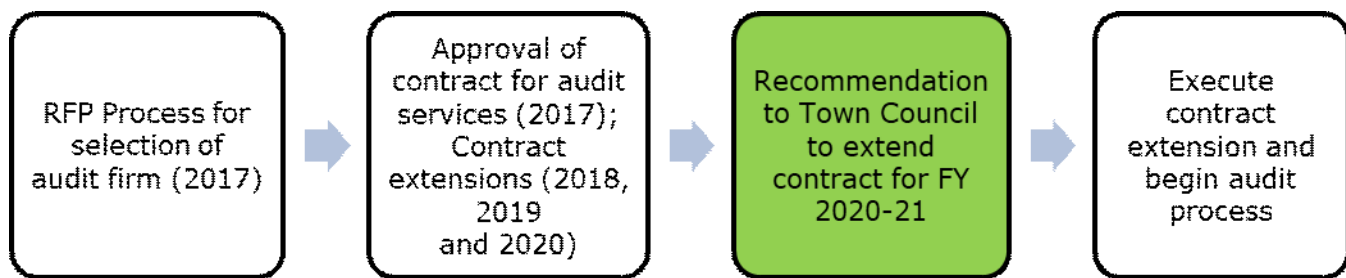 RFP Process for
selection of
audit firm (2017)
Approval of
contract for audit
services (2017);
Contract
extensions (2018,
2019
and 2020)
Recommendation
to Town Council
to extend
contract for FY
2020-21
Execute
contract
extension and
begin audit
process